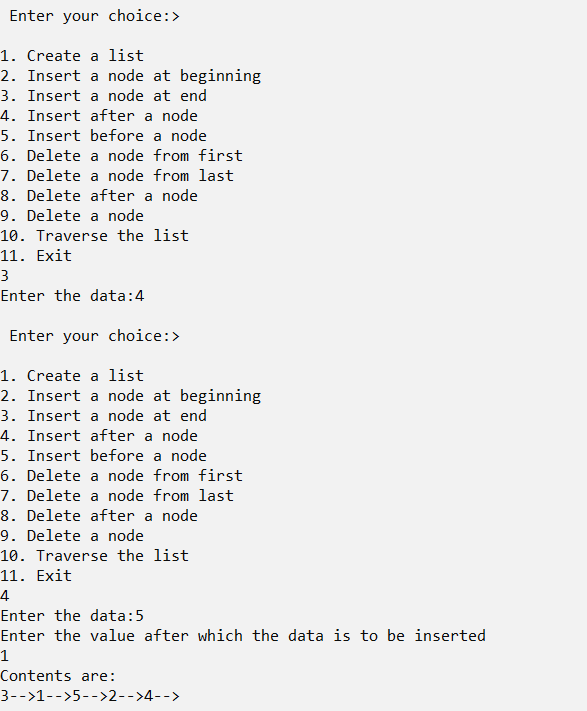 Enter your choice:>
1. Create a list
2. Insert a node at beginning
3. Insert a node at end
4. Insert after a node
5. Insert before a node
6. Delete a node from first
7. Delete a node from last
8. Delete after a node
9. Delete a node
10. Traverse the list
11. Exit
3
Enter the data:4
Enter your choice:>
1. Create a list
2. Insert a node at beginning
3. Insert a node at end
4. Insert after a node
5. Insert before a node
6. Delete a node from first
7. Delete a node from last
8. Delete after a node
9. Delete a node
10. Traverse the list
11. Exit
4
Enter the data:5
Enter the value after which the data is to be inserted
1
Contents are:
3-->1-->5-->2-->4-->